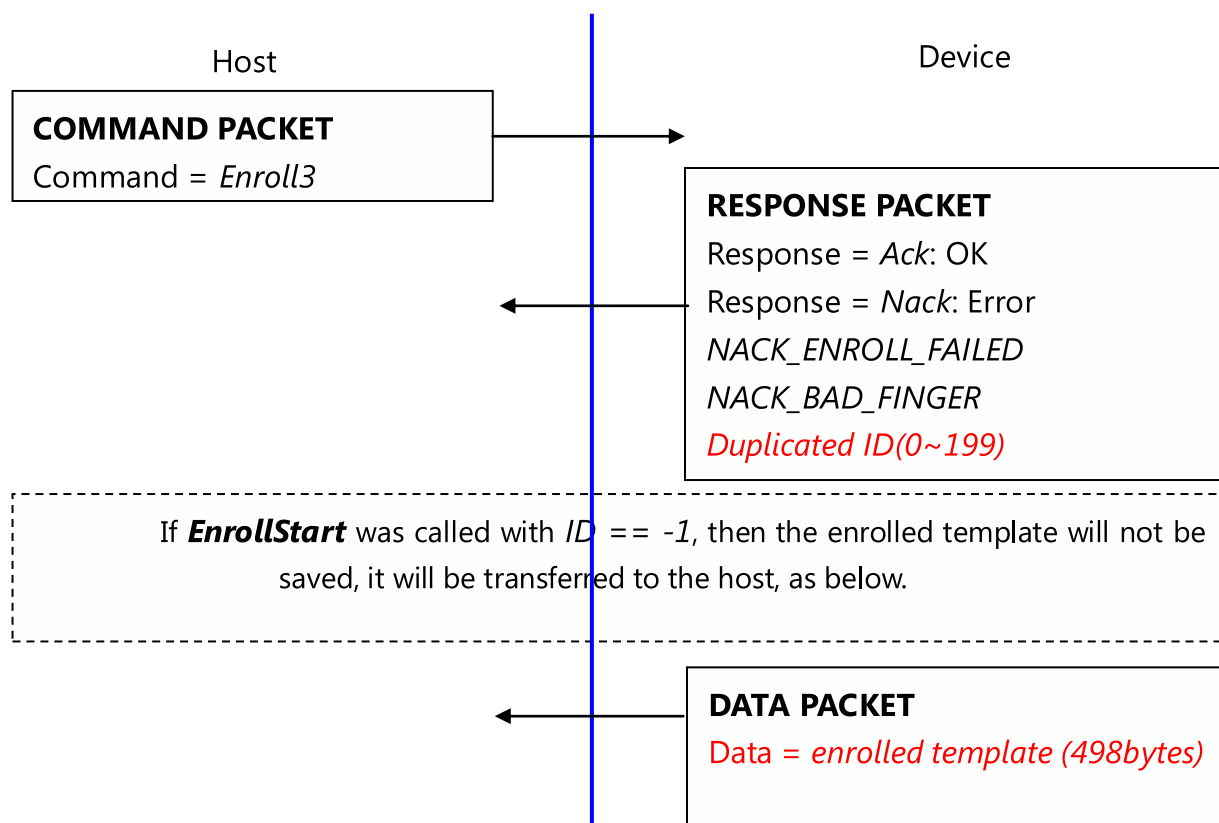 Host
Device
COMMAND PACKET
Command = Enroll3
RESPONSE PACKET
Response = Ack: OK
Response = Nack: Error
NACK_ENROLL_FAILED
NACK_BAD_FINGER
Duplicated ID(0~199)
If EnrollStart was called with ID == -1, then the enrolled template will not be
saved, it will be transferred to the host, as below.
DATA PACKET
Data = enrolled template (498bytes)